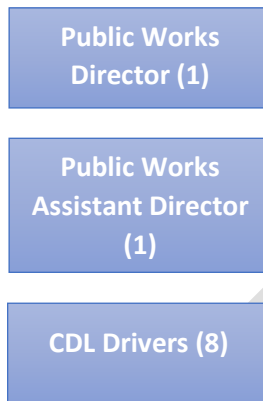 Public Works
Director (1)
Public Works
Assistant Director
(1)
CDL Drivers (8)